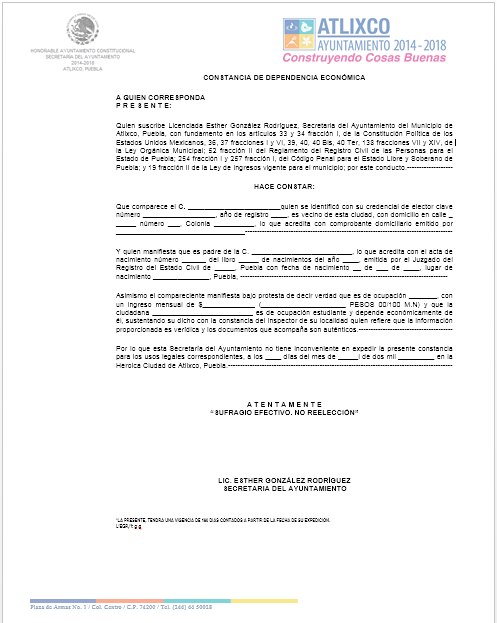 HONORABLE AYUNTAMIENTO CONSTITUCIONAL
SECRETARIA DEL AYUNTAMIENTO
2014-2018
ATLIXCO, PUEBLA
ATLIXCO
AYUNTAMIENTO 2014 - 2018
Construyendo Cosas Buenas
CONSTANCIA DE DEPENDENCIA ECONÓMICA
A QUIEN CORRESPONDA
P R E S E N T E:
Quien suscribe Licenciada Esther González Rodríguez, Secretaria del Ayuntamiento del Municipio de
Atlixco, Puebla, con fundamento en los artículos 33 y 34 fracción I, de la Constitución Política de los
Estados Unidos Mexicanos, 36, 37 fracciones I y VI, 39, 40, 40 Bis, 40 Ter, 138 fracciones VII y XIV, de
la Ley Orgánica Municipal; 52 fracción II del Reglamento del Registro Civil de las Personas para el
Estado de Puebla; 254 fracción I y 257 fracción I, del Código Penal para el Estado Libre y Soberano de
Puebla; y 19 fracción II de la Ley de Ingresos vigente para el municipio; por este conducto.-------------------
HACE CONSTAR:
Que comparece el C. ________________________quien se identificó con su credencial de elector clave
número ___________________, año de registro ____, es vecino de esta ciudad, con domicilio en calle _
_____ número ___, Colonia __________, lo que acredita con comprobante domiciliario emitido por
________________________.----------------------------------------
Y quien manifiesta que es padre de la C. __________________________, lo que acredita con el acta de
nacimiento número ______ del libro _____ de nacimientos del año ____, emitida por el Juzgado del
Registro del Estado Civil de ______, Puebla con fecha de nacimiento __ de ___ de ____, lugar de
nacimiento ______________, Puebla, ----------------------------------------
Asimismo el compareciente manifiesta bajo protesta de decir verdad que es de ocupación _______, con
un ingreso mensual de $____________ (____________________ PESOS 00/100 M.N) y que la
ciudadana __________________________ es de ocupación estudiante y depende económicamente de
él, sustentando su dicho con la constancia del inspector de su localidad quien refiere que la información
proporcionada es verídica y los documentos que acompaña son auténticos.----------------------------------------
Por lo que esta Secretaría del Ayuntamiento no tiene inconveniente en expedir la presente constancia
para los usos legales correspondientes, a los ____ días del mes de _____l de dos mil _________ en la
Heroica Ciudad de Atlixco, Puebla.----------------------------------------
A T E N T A M E N T E
“SUFRAGIO EFECTIVO. NO REELECCIÓN”
LIC. ESTHER GONZÁLEZ RODRÍGUEZ
SECRETARIA DEL AYUNTAMIENTO
*LA PRESENTE, TENDRA UNA VIGENCIA DE 180 DIAS CONTADOS A PARTIR DE LA FECHA DE SU EXPEDICION.
Plaza de Armas No. 1 / Col. Centro / C.P. 74200 / Tel. (244) 44 50028